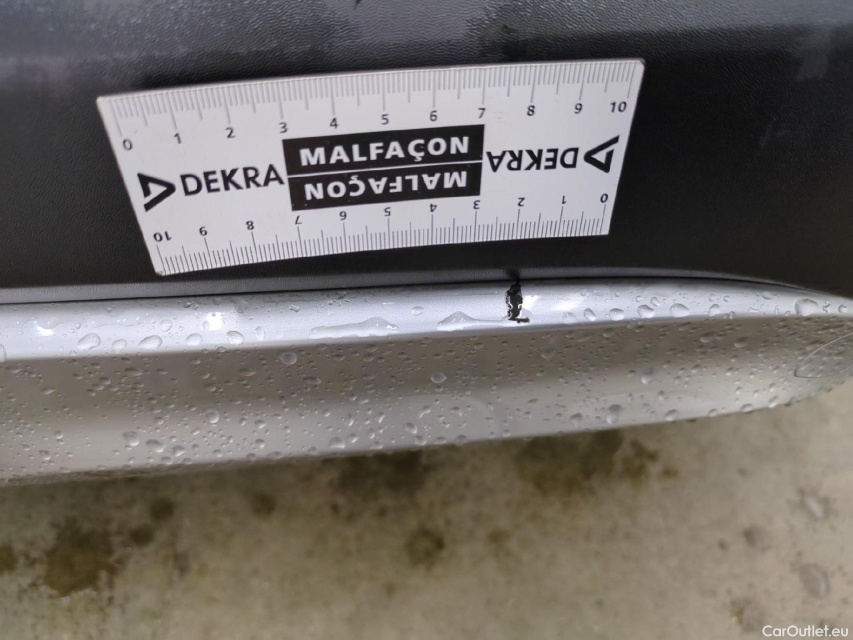 0 1 2 3 4 5 6 7 8 9 10
DEKRA MALFAÇON DEKRA
MALFAÇON
10 9 8 7 6 5 4 3 2 1 0
CarOutlet.eu